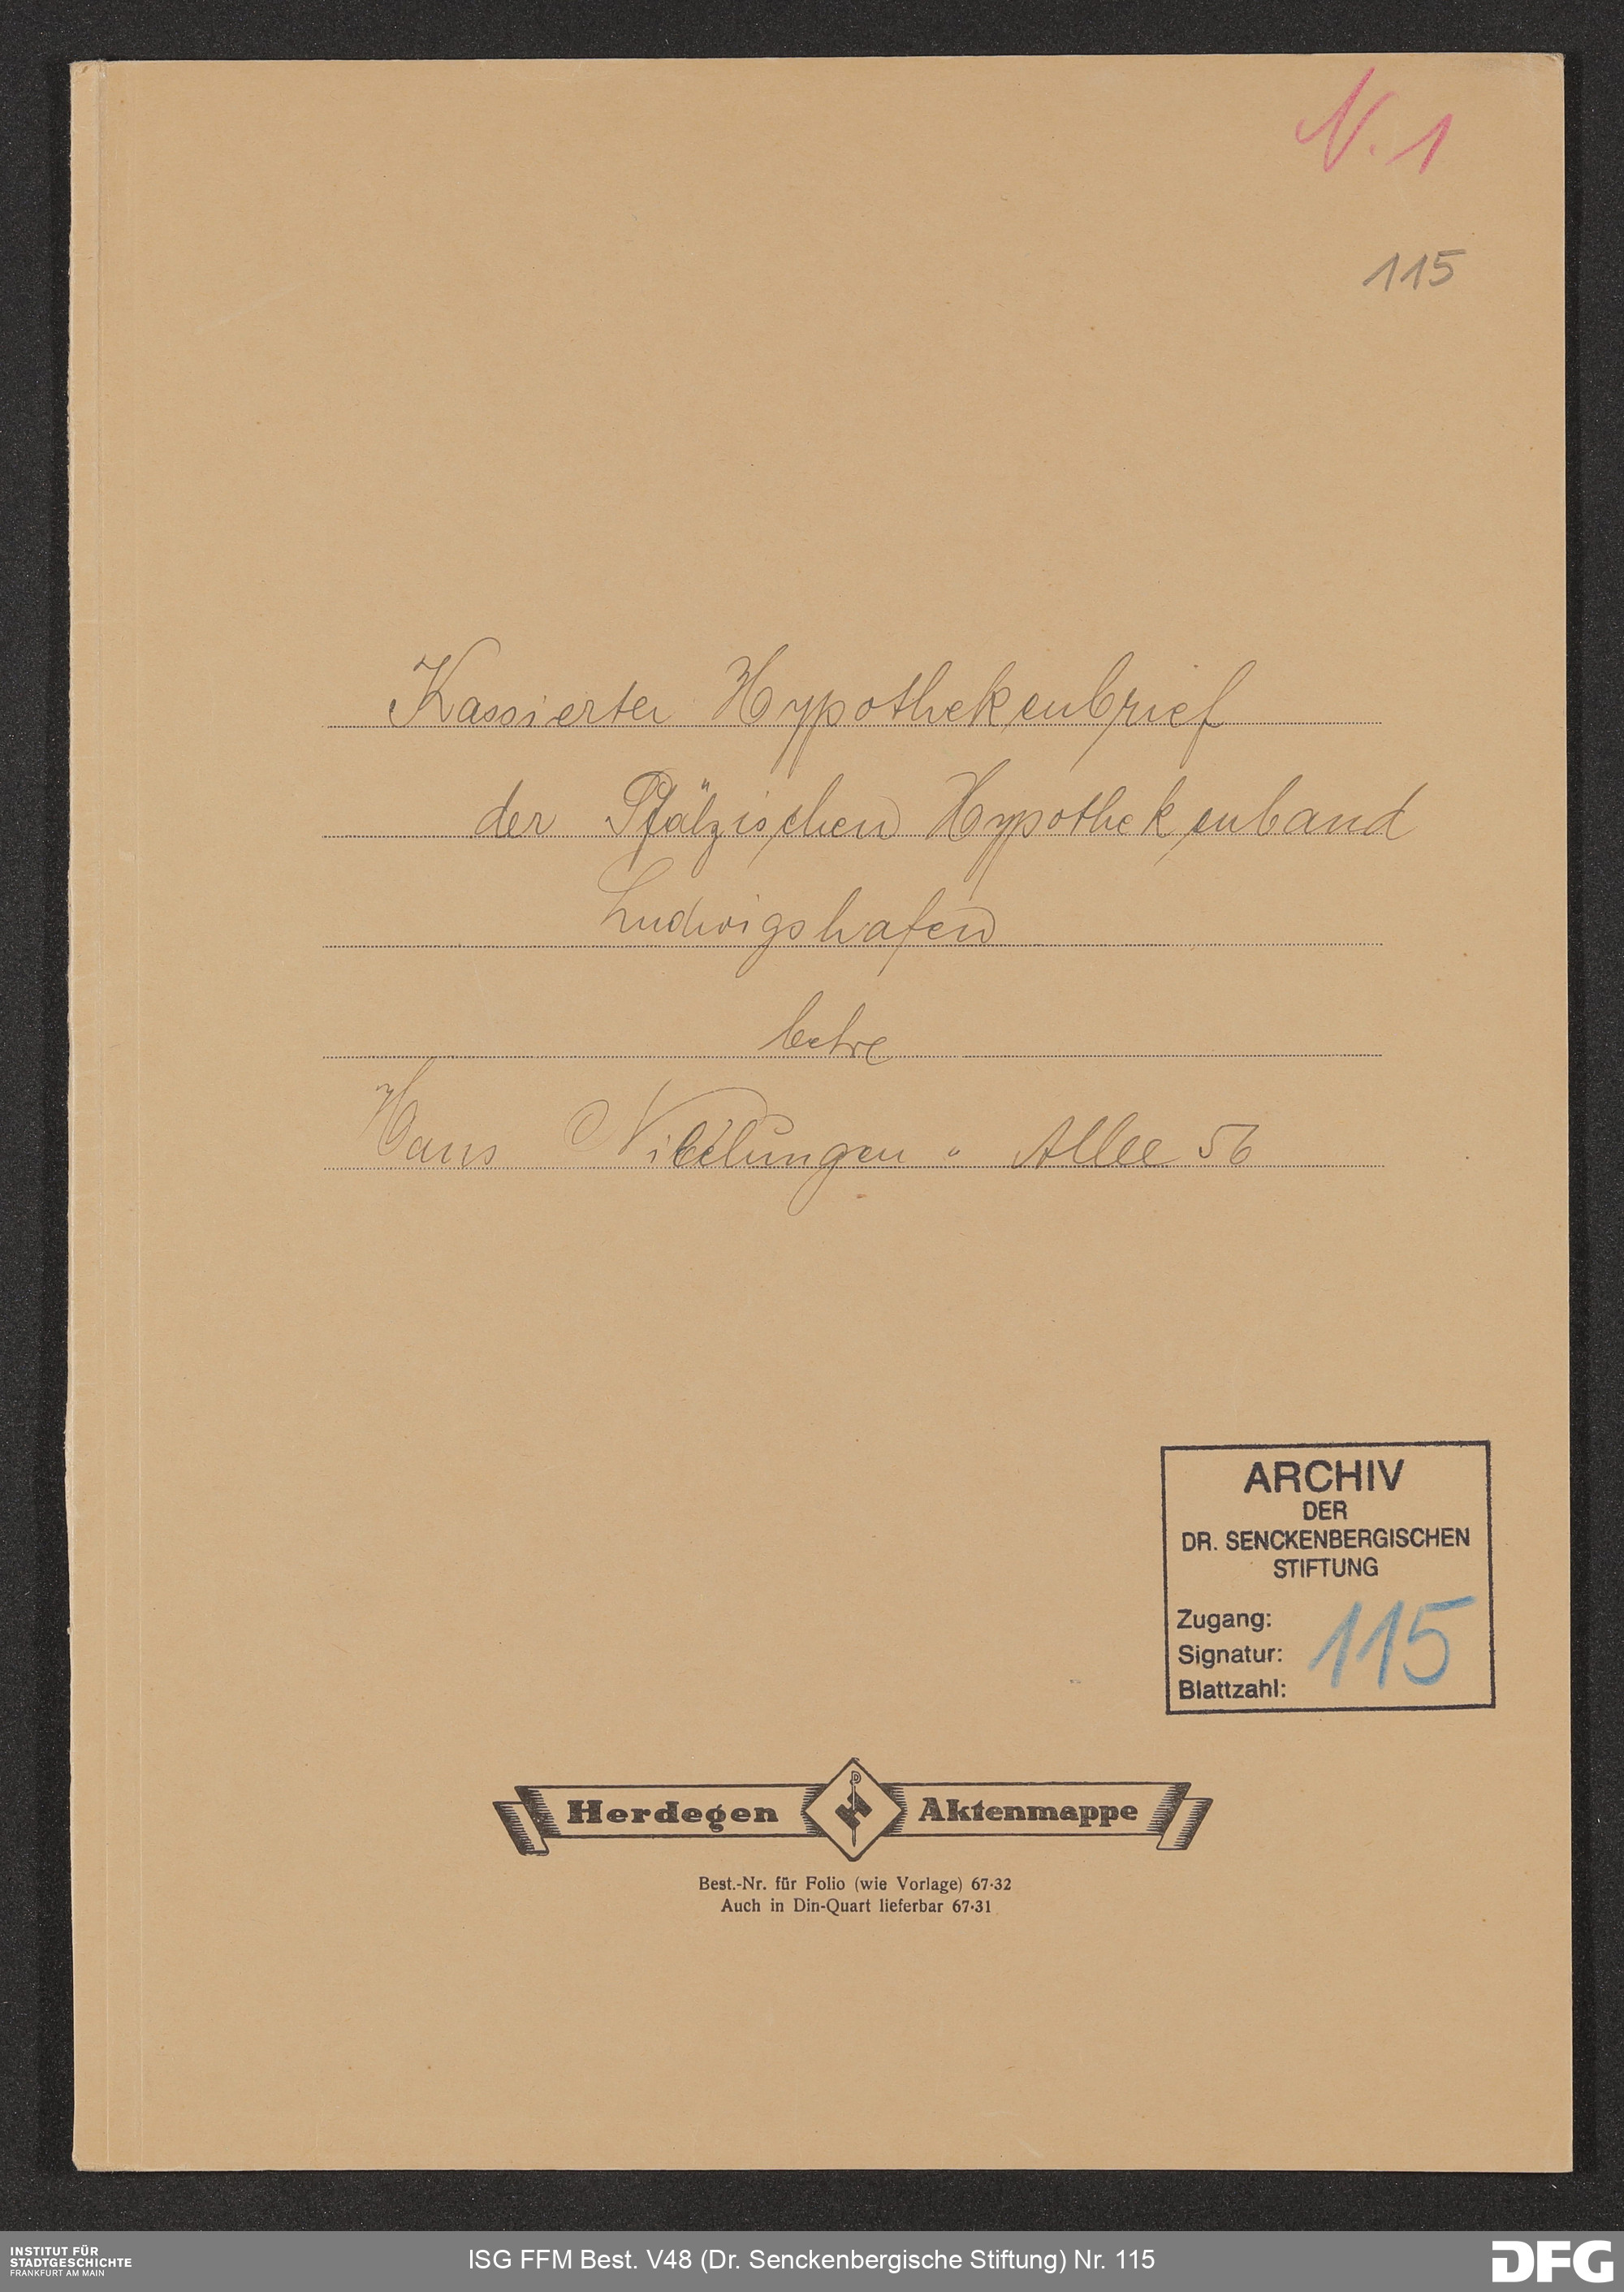 N. 1
115
Kassierter Hypothekenbrief
der Pfälzischen Hypothekenband
Ludwigshafen
betre
Haus Nibelungen - Allee 56
ARCHIV
DER
DR. SENCKENBERGISCHEN
STIFTUNG
Zugang:
Signatur: 115
Blattzahl:
Herdegen Aktenmappe
Best.-Nr. für Folio (wie Vorlage) 67·32
Auch in Din-Quart lieferbar 67·31
INSTITUT FÜR
STADTGESCHICHTE
FRANKFURT AM MAIN
ISG FFM Best. V48 (Dr. Senckenbergische Stiftung) Nr. 115
DFG